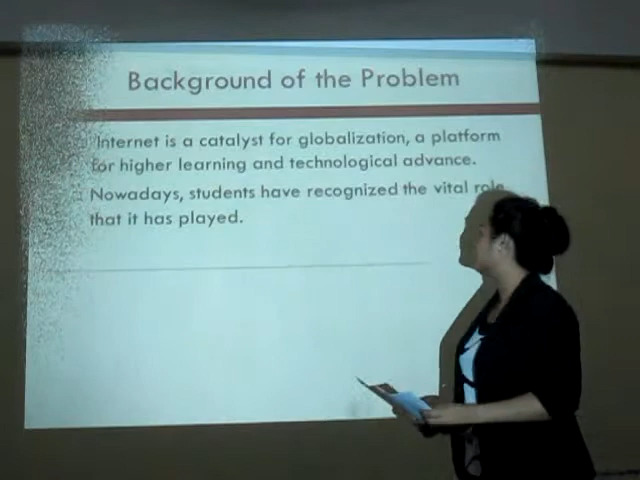 Background of the Problem
Internet is a catalyst for globalization, a platform
for higher learning and technological advance.
Nowadays, students have recognized the vital role
that it has played.